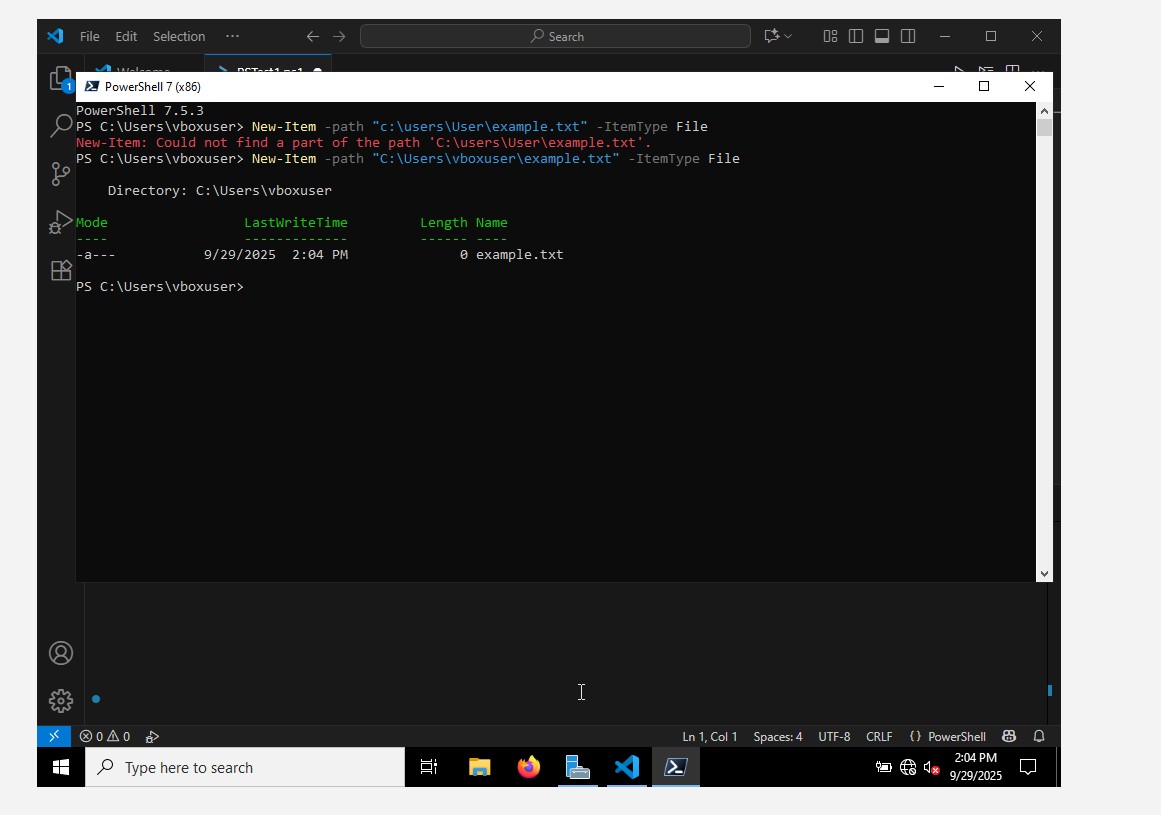 File Edit Selection ··· Search
PowerShell 7 (x86)
PowerShell 7.5.3
PS C:\Users\vboxuser> New-Item -path "c:\users\User\example.txt" -ItemType File
New-Item: Could not find a part of the path 'C:\users\User\example.txt'.
PS C:\Users\vboxuser> New-Item -path "C:\Users\vboxuser\example.txt" -ItemType File
Directory: C:\Users\vboxuser
Mode LastWriteTime Length Name
---- ------------- ------ ----
-a--- 9/29/2025 2:04 PM 0 example.txt
PS C:\Users\vboxuser>
1
0 0 Ln 1, Col 1 Spaces: 4 UTF-8 CRLF {} PowerShell
Type here to search
2:04 PM
9/29/2025